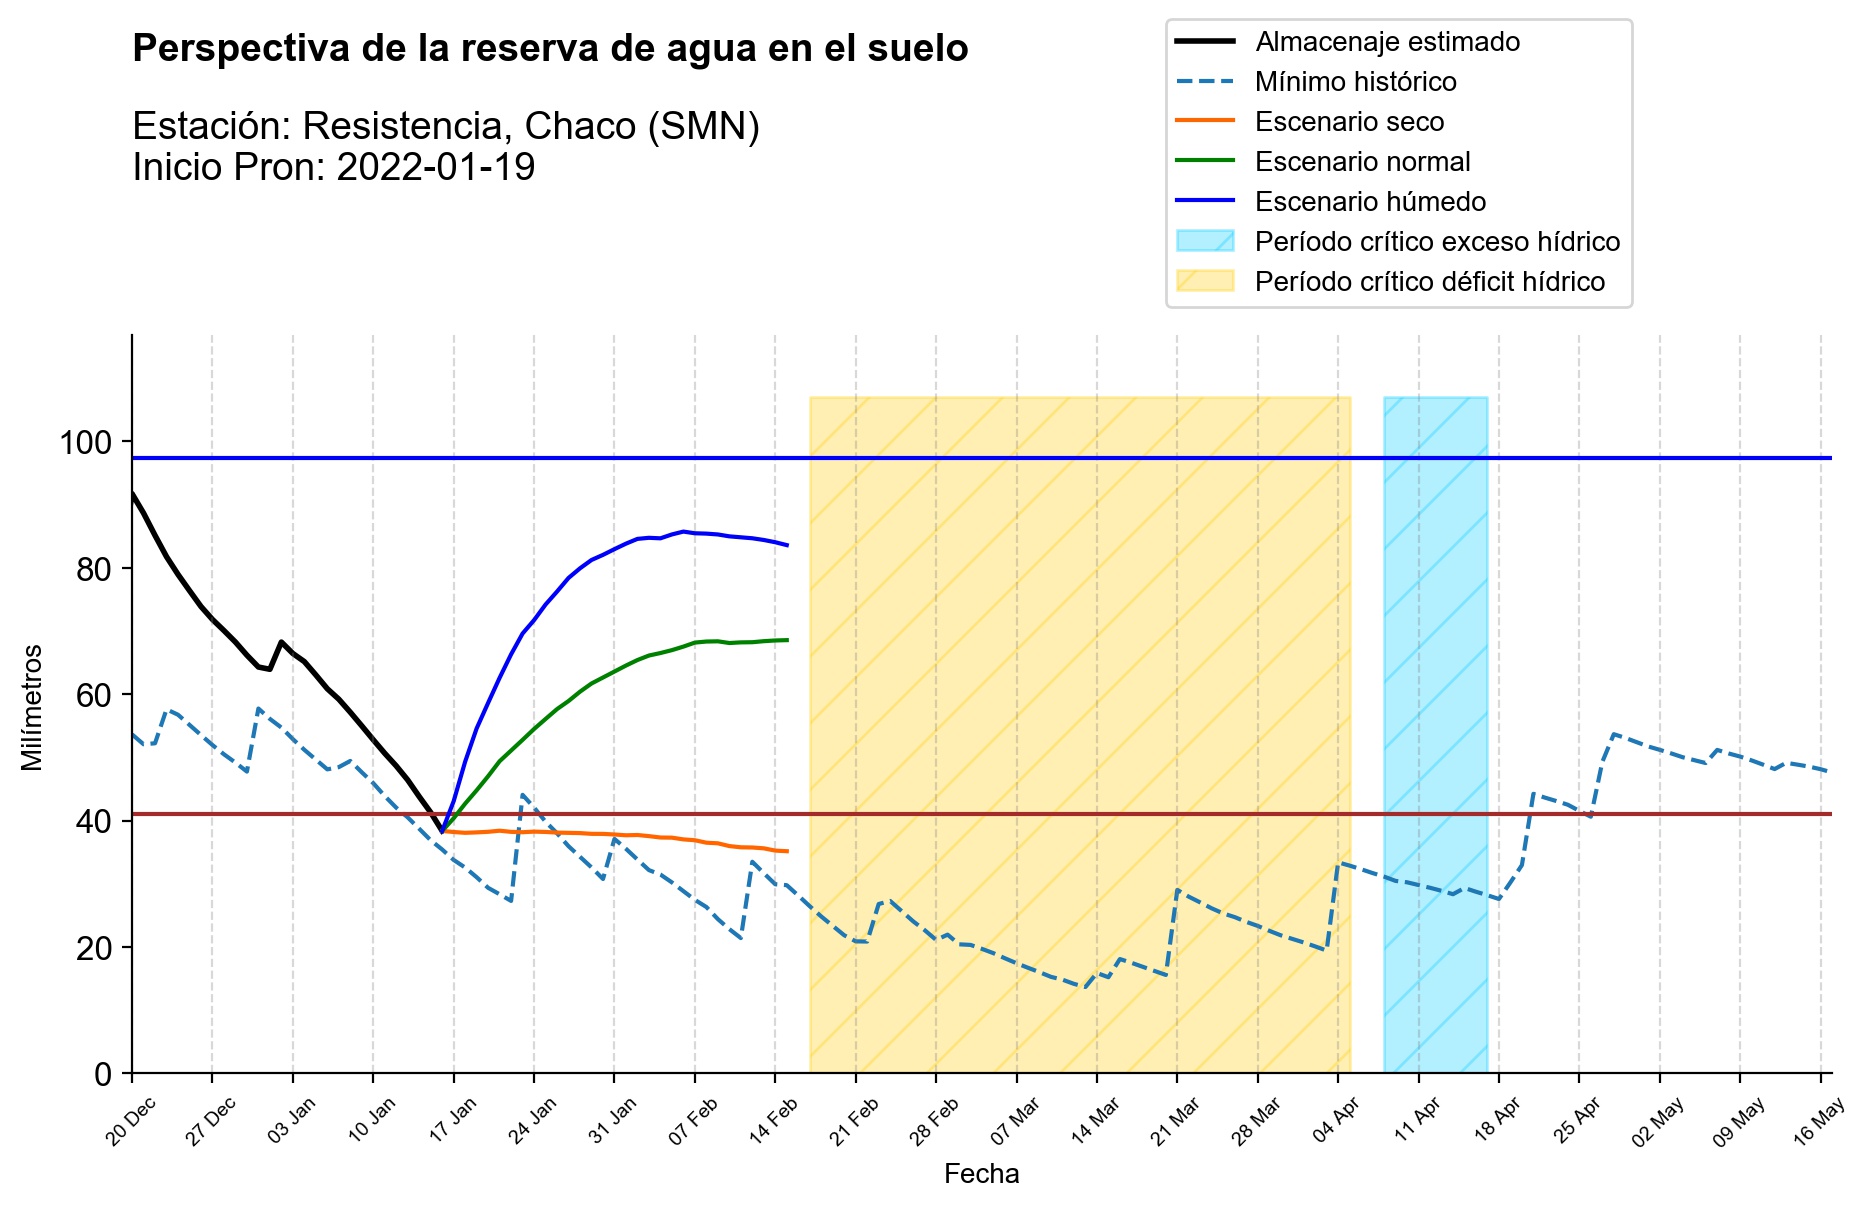 Perspectiva de la reserva de agua en el suelo
Estación: Resistencia, Chaco (SMN)
Inicio Pron: 2022-01-19
Almacenaje estimado
Mínimo histórico
Escenario seco
Escenario normal
Escenario húmedo
Período crítico exceso hídrico
Período crítico déficit hídrico
Milímetros
100
80
60
40
20
0
20 Dec
27 Dec
03 Jan
10 Jan
17 Jan
24 Jan
31 Jan
07 Feb
14 Feb
21 Feb
28 Feb
07 Mar
14 Mar
21 Mar
28 Mar
04 Apr
11 Apr
18 Apr
25 Apr
02 May
09 May
16 May
Fecha